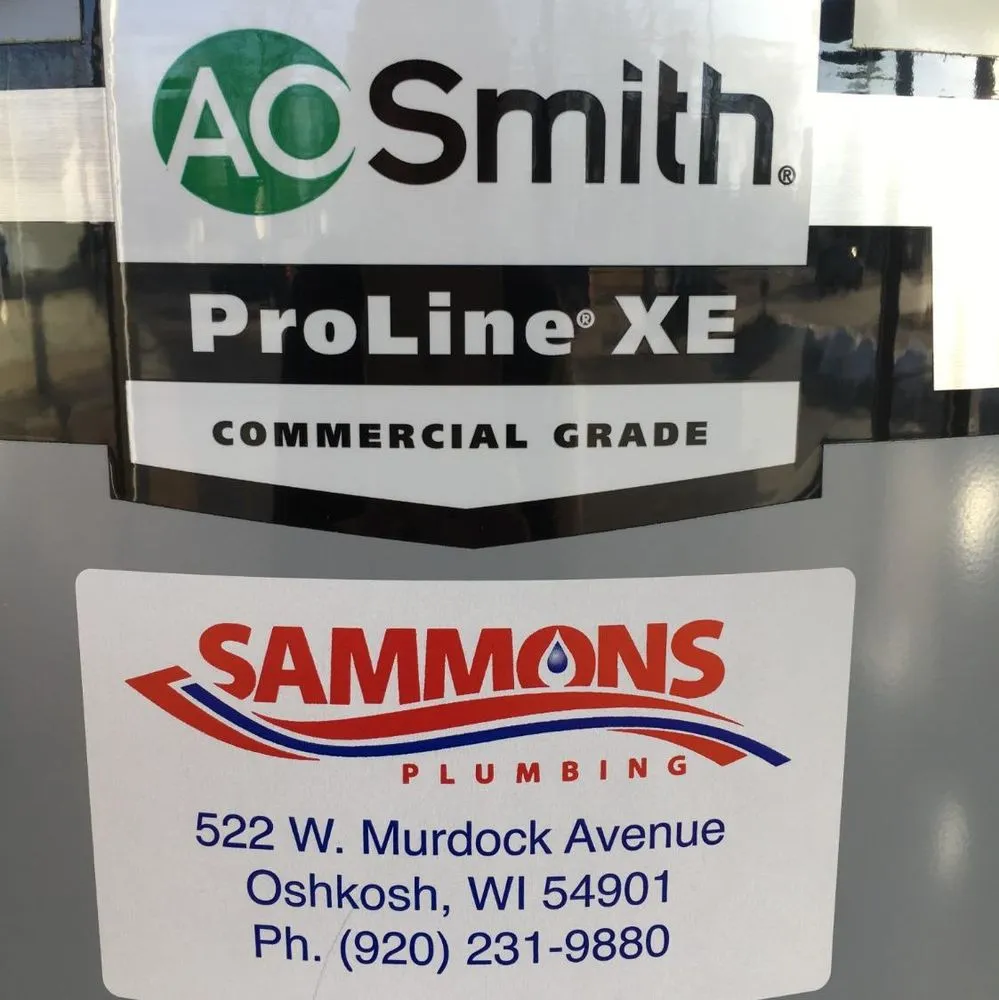 AO Smith®
ProLine® XE
COMMERCIAL GRADE
SAMMONS
PLUMBING
522 W. Murdock Avenue
Oshkosh, WI 54901
Ph. (920) 231-9880